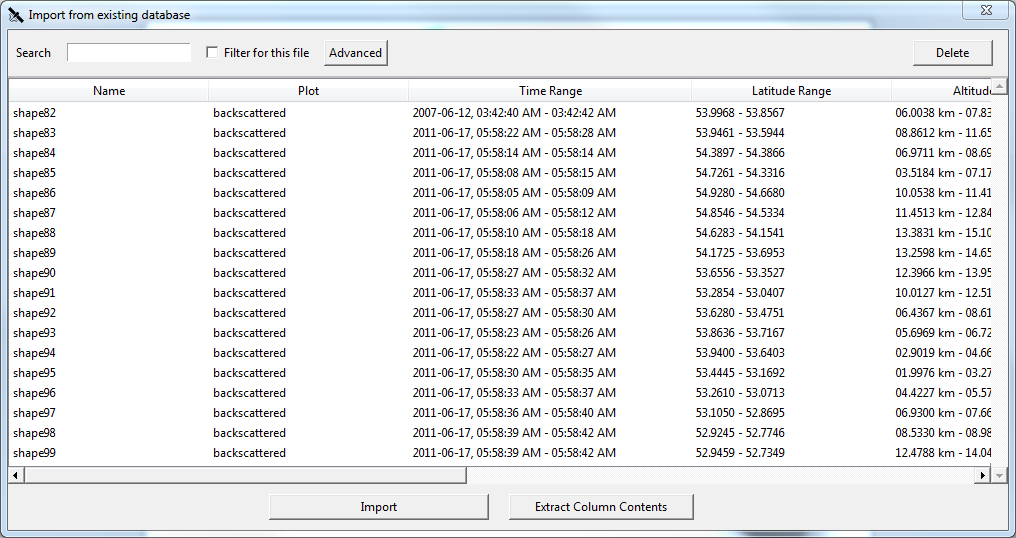 Import from existing database
Search Filter for this file Advanced Delete
Name Plot Time Range Latitude Range Altitude
shape82 backscattered 2007-06-12, 03:42:40 AM - 03:42:42 AM 53.9968 - 53.8567 06.0038 km - 07.83
shape83 backscattered 2011-06-17, 05:58:22 AM - 05:58:28 AM 53.9461 - 53.5944 08.8612 km - 11.65
shape84 backscattered 2011-06-17, 05:58:14 AM - 05:58:14 AM 54.3897 - 54.3866 06.9711 km - 08.69
shape85 backscattered 2011-06-17, 05:58:08 AM - 05:58:15 AM 54.7261 - 54.3316 03.5184 km - 07.17
shape86 backscattered 2011-06-17, 05:58:05 AM - 05:58:09 AM 54.9280 - 54.6680 10.0538 km - 11.41
shape87 backscattered 2011-06-17, 05:58:06 AM - 05:58:12 AM 54.8546 - 54.5334 11.4513 km - 12.84
shape88 backscattered 2011-06-17, 05:58:10 AM - 05:58:18 AM 54.6283 - 54.1541 13.3831 km - 15.10
shape89 backscattered 2011-06-17, 05:58:18 AM - 05:58:26 AM 54.1725 - 53.6953 13.2598 km - 14.65
shape90 backscattered 2011-06-17, 05:58:27 AM - 05:58:32 AM 53.6556 - 53.3527 12.3966 km - 13.95
shape91 backscattered 2011-06-17, 05:58:33 AM - 05:58:37 AM 53.2854 - 53.0407 10.0127 km - 12.51
shape92 backscattered 2011-06-17, 05:58:27 AM - 05:58:30 AM 53.6280 - 53.4751 06.4367 km - 08.61
shape93 backscattered 2011-06-17, 05:58:23 AM - 05:58:26 AM 53.8636 - 53.7167 05.6969 km - 06.72
shape94 backscattered 2011-06-17, 05:58:22 AM - 05:58:27 AM 53.9400 - 53.6403 02.9019 km - 04.66
shape95 backscattered 2011-06-17, 05:58:30 AM - 05:58:35 AM 53.4445 - 53.1692 01.9976 km - 03.27
shape96 backscattered 2011-06-17, 05:58:33 AM - 05:58:37 AM 53.2610 - 53.0713 04.4227 km - 05.57
shape97 backscattered 2011-06-17, 05:58:36 AM - 05:58:40 AM 53.1050 - 52.8695 06.9300 km - 07.66
shape98 backscattered 2011-06-17, 05:58:39 AM - 05:58:42 AM 52.9245 - 52.7746 08.5330 km - 08.98
shape99 backscattered 2011-06-17, 05:58:39 AM - 05:58:42 AM 52.9459 - 52.7349 12.4788 km - 14.04
Import Extract Column Contents